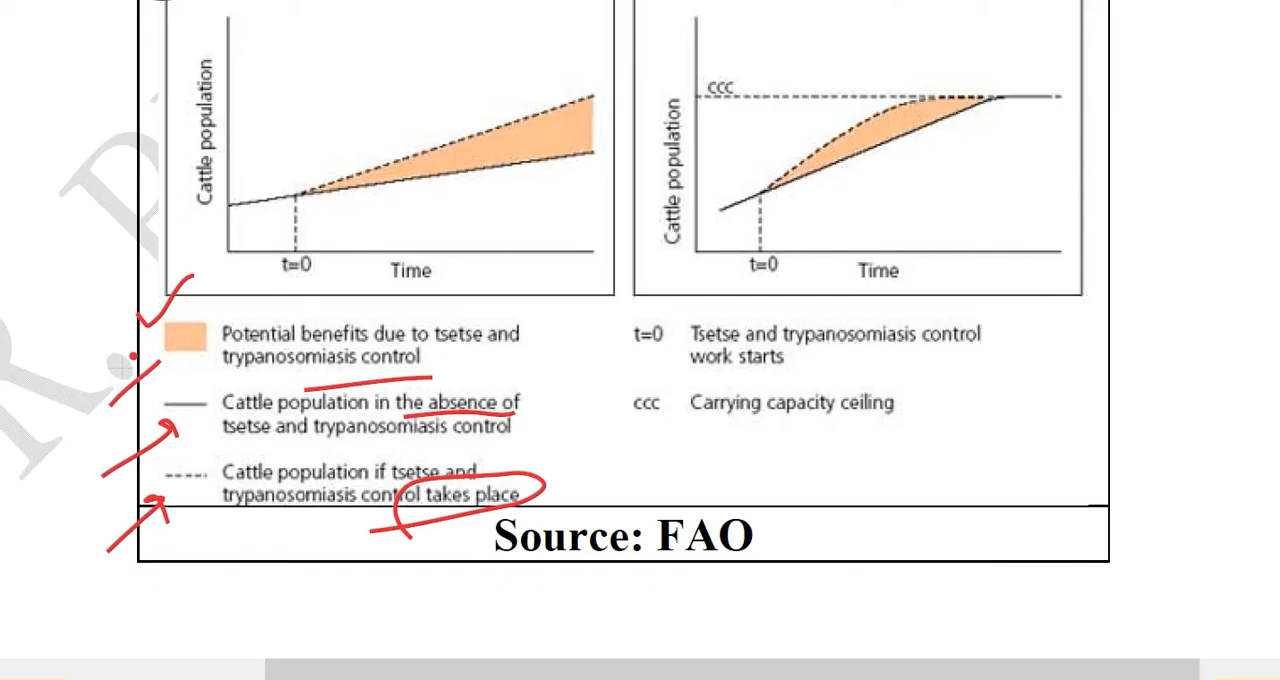 Cattle population
t=0
Time
ccc
Cattle population
t=0
Time
Potential benefits due to tsetse and
trypanosomiasis control
Cattle population in the absence of
tsetse and trypanosomiasis control
Cattle population if tsetse and
trypanosomiasis control takes place
t=0 Tsetse and trypanosomiasis control
work starts
ccc Carrying capacity ceiling
Source: FAO
R. P